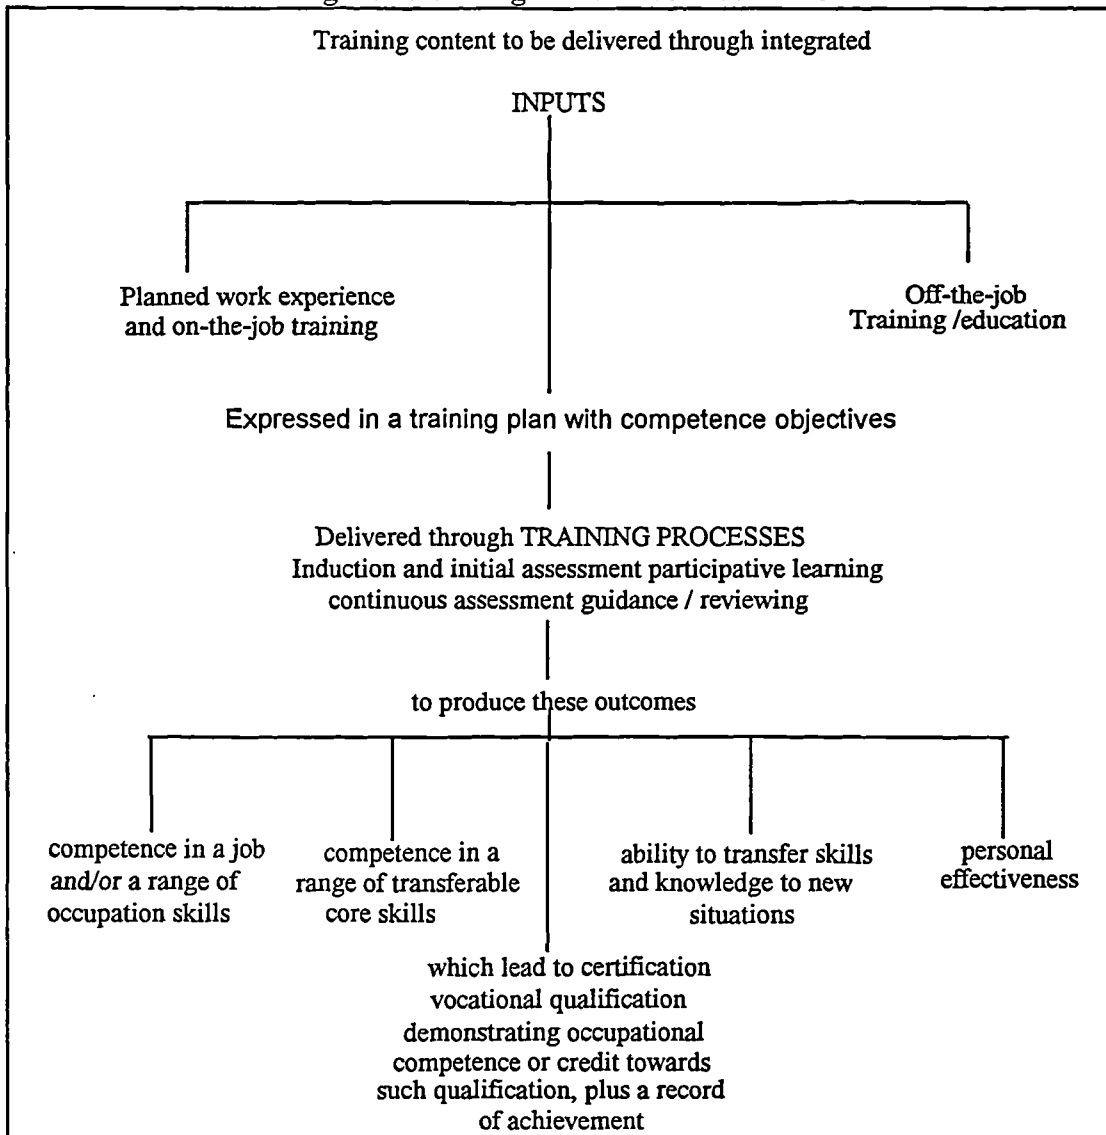 Training content to be delivered through integrated
INPUTS
Planned work experience
and on-the-job training
Off-the-job
Training /education
Expressed in a training plan with competence objectives
Delivered through TRAINING PROCESSES
Induction and initial assessment participative learning
continuous assessment guidance / reviewing
to produce these outcomes
competence in a job
and/or a range of
occupation skills
competence in a
range of transferable
core skills
ability to transfer skills
and knowledge to new
situations
personal
effectiveness
which lead to certification
vocational qualification
demonstrating occupational
competence or credit towards
such qualification, plus a record
of achievement